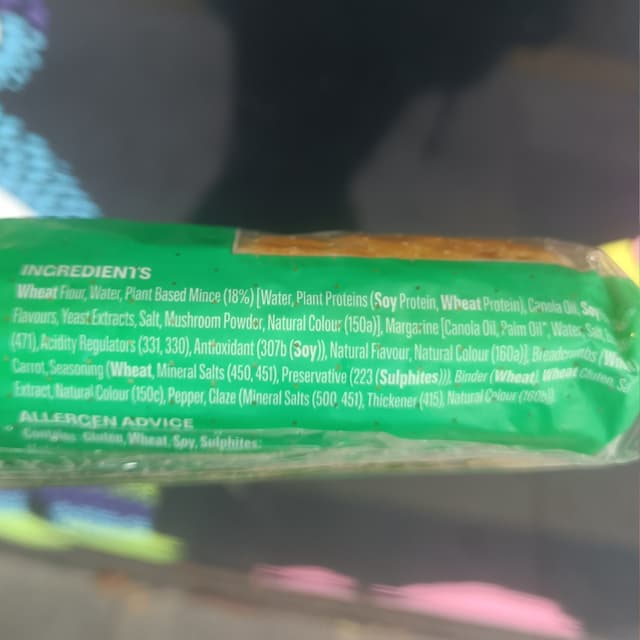 INGREDIENTS
Wheat Flour, Water, Plant Based Mince (18%) [Water, Plant Proteins (Soy Protein, Wheat Protein), Canola Oil, Soy
Flavours, Yeast Extracts, Salt, Mushroom Powder, Natural Colour (150a)], Margarine [Canola Oil, Palm Oil*, Water, Salt,
(471), Acidity Regulators (331, 330), Antioxidant (307b (Soy)), Natural Flavour, Natural Colour (160a)], Breadcrumbs
Carrot, Seasoning (Wheat, Mineral Salts (450, 451), Preservative (223 (Sulphites))), Binder (Wheat), Wheat Gluten,
Extract, Natural Colour (150c), Pepper, Glaze (Mineral Salts (500, 451), Thickener (415), Natural Colour (160b))
ALLERGEN ADVICE
Contains: Gluten, Wheat, Soy, Sulphites.